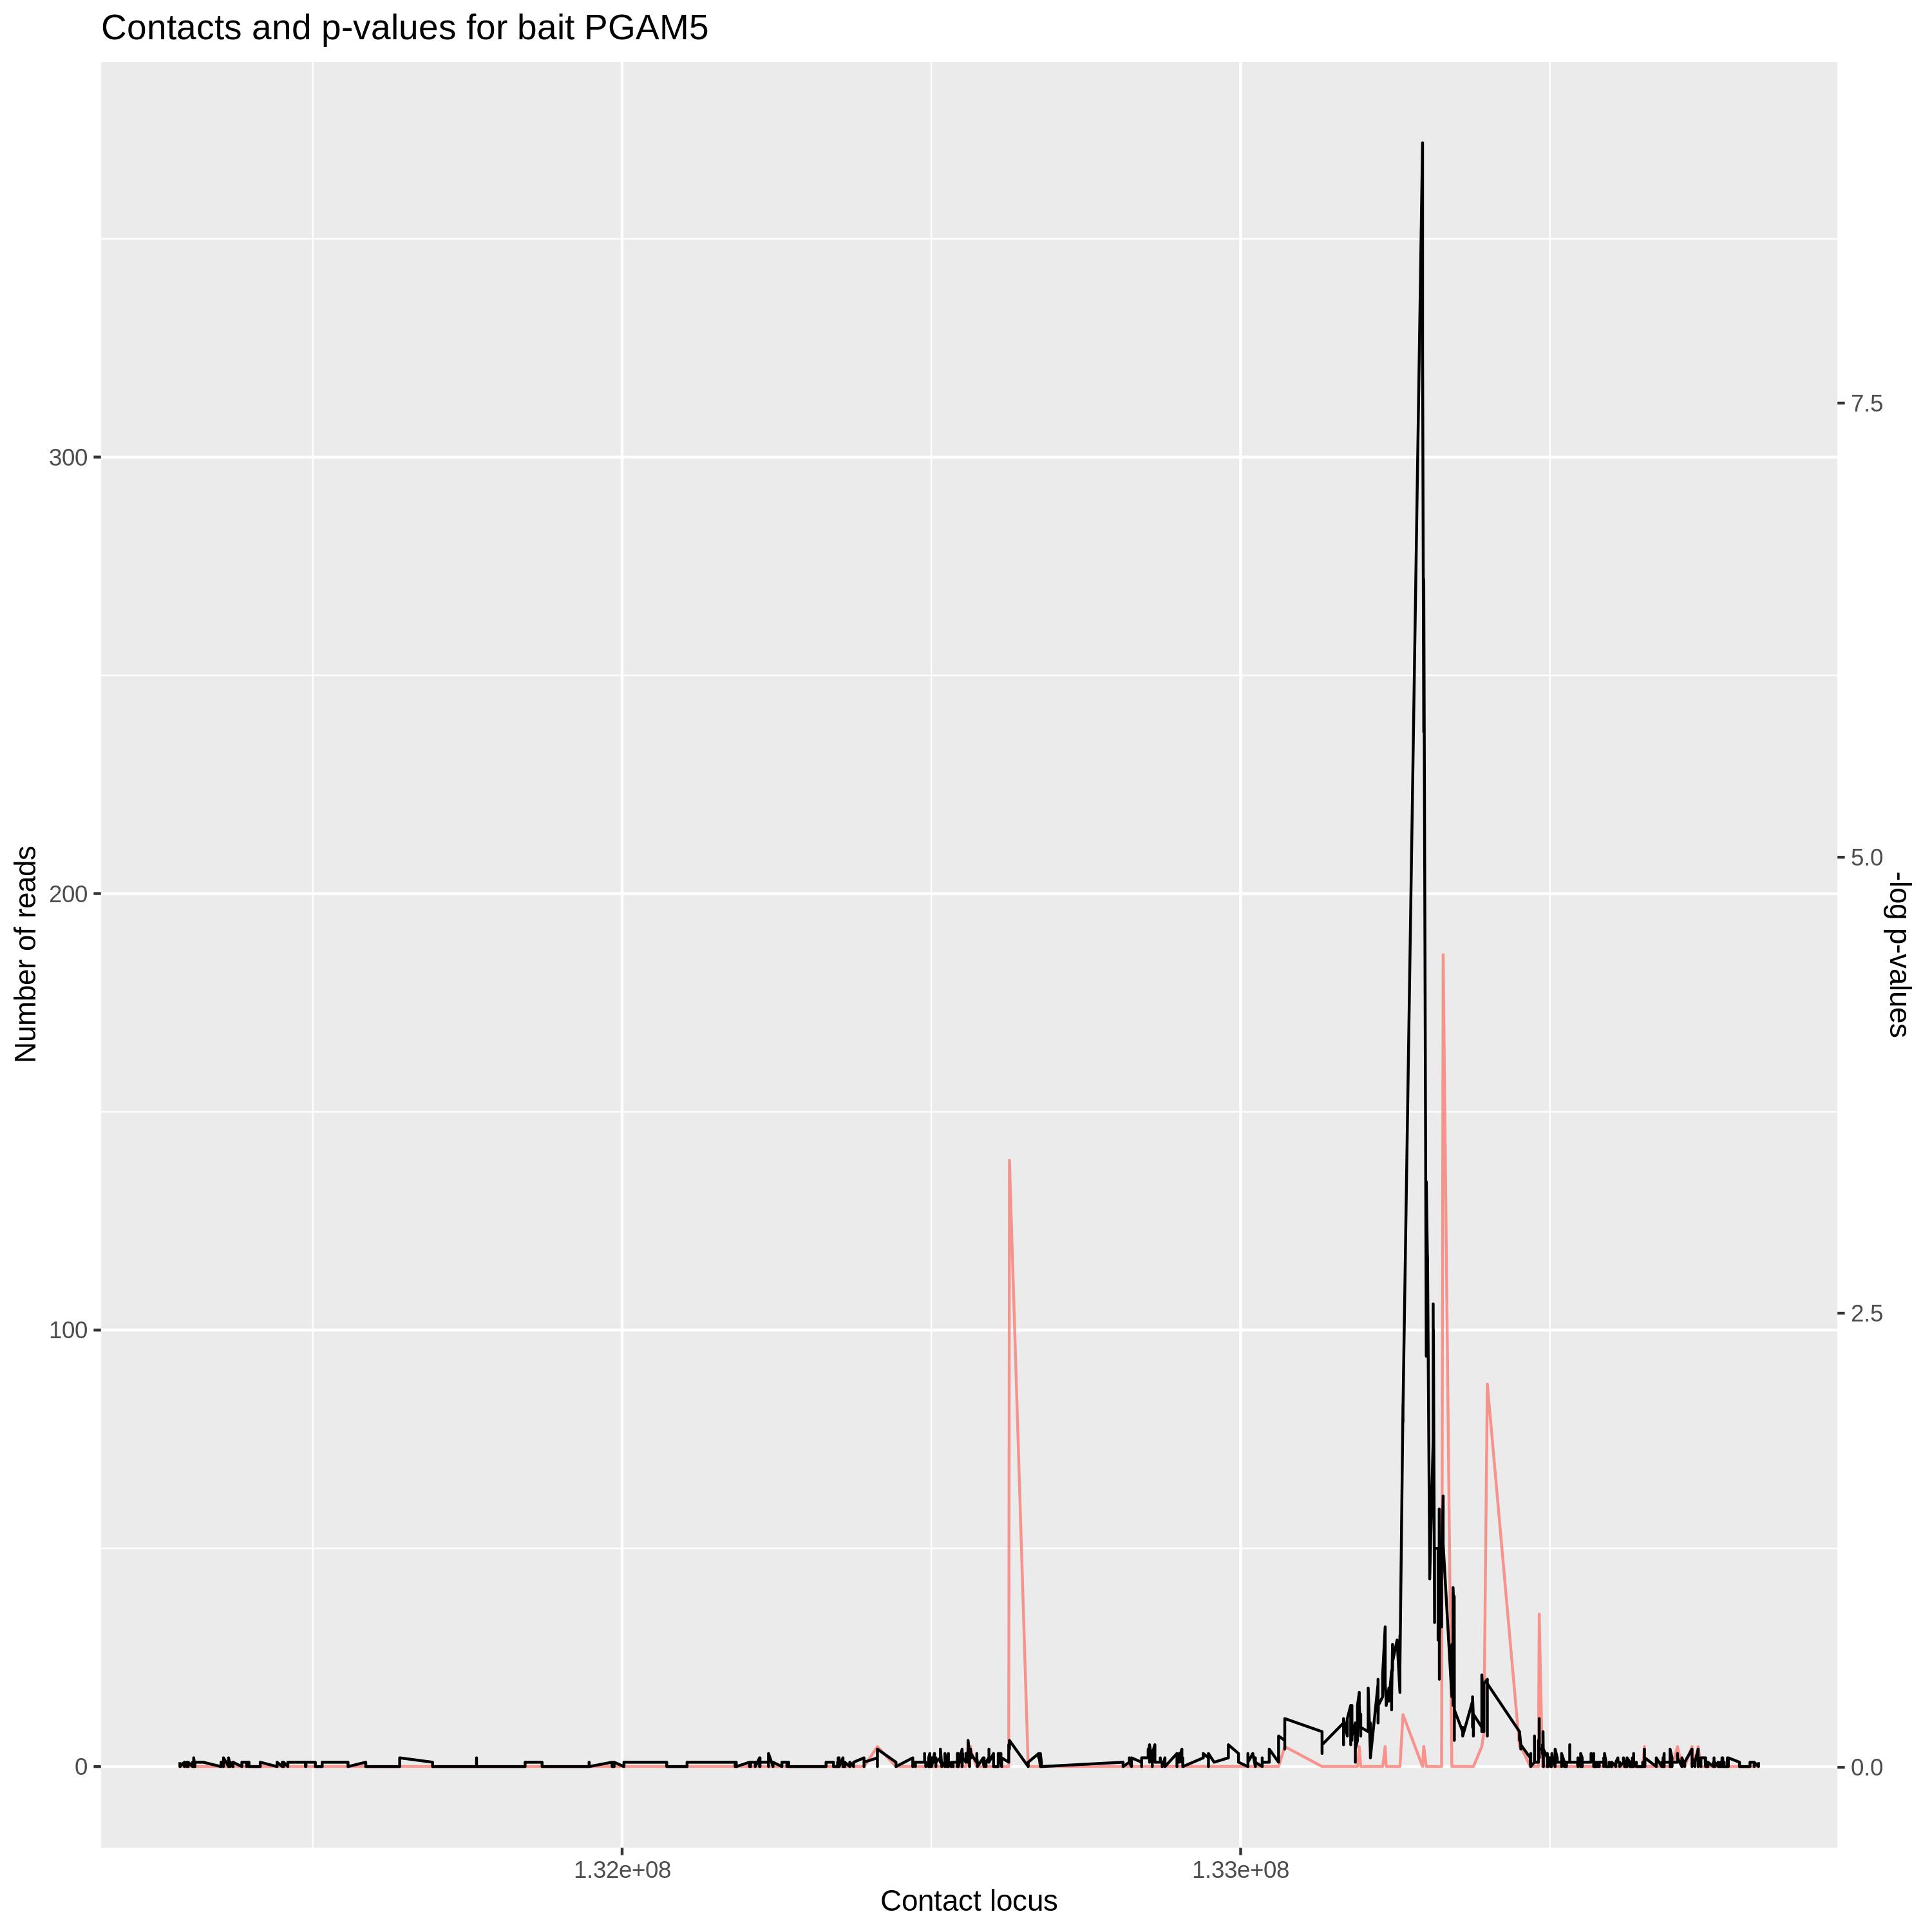 Contacts and p-values for bait PGAM5
300
200
100
0
Number of reads
7.5
5.0
2.5
0.0
-log p-values
1.32e+08
1.33e+08
Contact locus